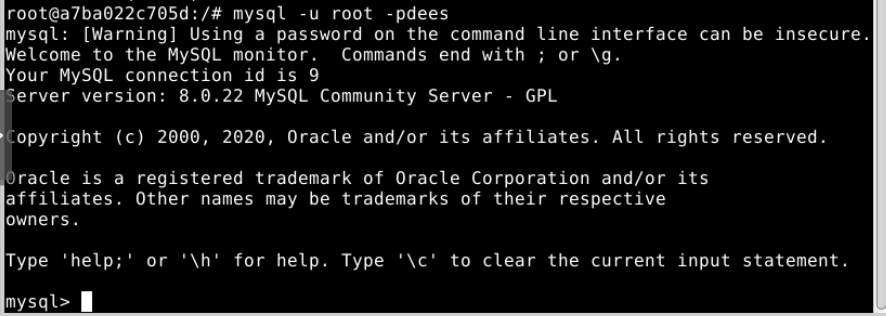 root@a7ba022c705d:/# mysql -u root -pdees
mysql: [Warning] Using a password on the command line interface can be insecure.
Welcome to the MySQL monitor.  Commands end with ; or \g.
Your MySQL connection id is 9
Server version: 8.0.22 MySQL Community Server - GPL
Copyright (c) 2000, 2020, Oracle and/or its affiliates. All rights reserved.
Oracle is a registered trademark of Oracle Corporation and/or its
affiliates. Other names may be trademarks of their respective
owners.
Type 'help;' or '\h' for help. Type '\c' to clear the current input statement.
mysql>